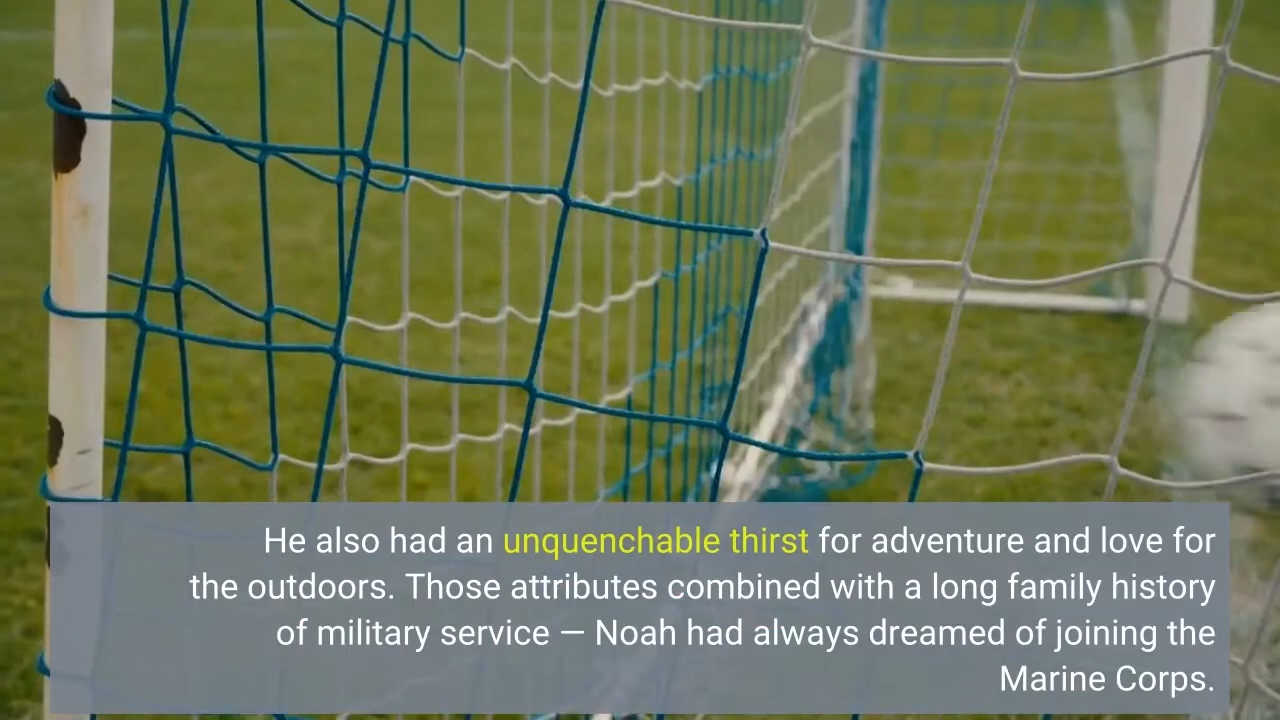 He also had an unquenchable thirst for adventure and love for
the outdoors. Those attributes combined with a long family history
of military service — Noah had always dreamed of joining the
Marine Corps.